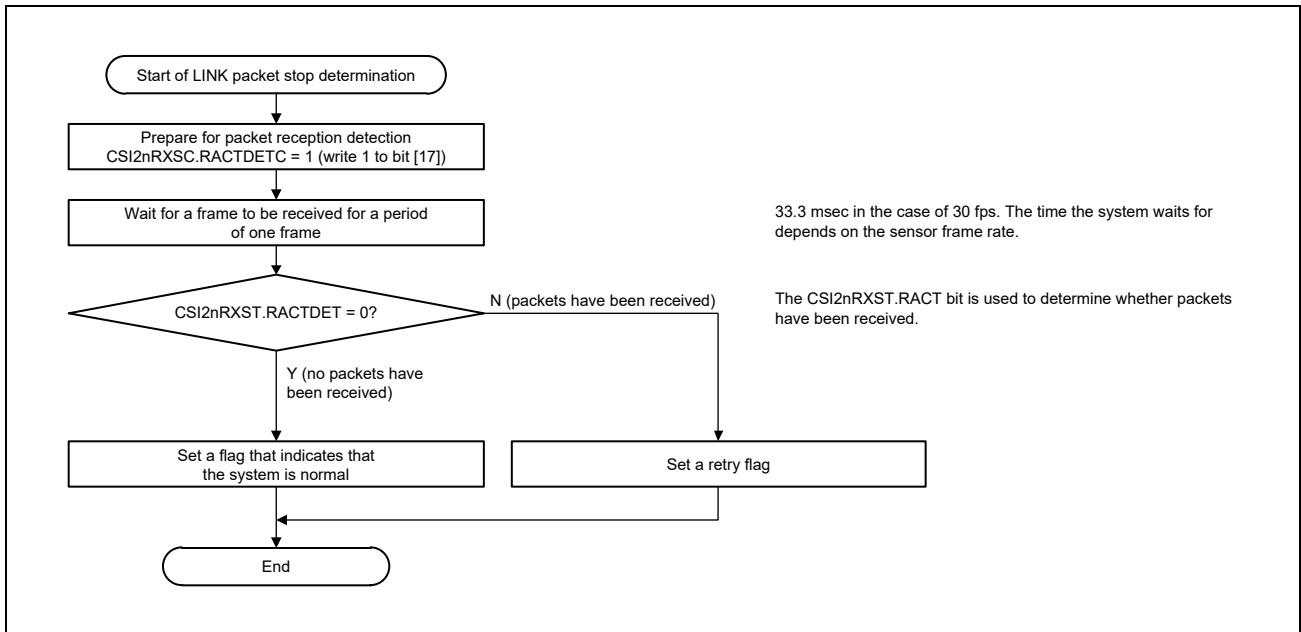 Start of LINK packet stop determination
Prepare for packet reception detection
CSI2nRXSC.RACTDETC = 1 (write 1 to bit [17])
Wait for a frame to be received for a period
of one frame
33.3 msec in the case of 30 fps. The time the system waits for
depends on the sensor frame rate.
CSI2nRXST.RACTDET = 0?
N (packets have been received)
The CSI2nRXST.RACT bit is used to determine whether packets
have been received.
Y (no packets have
been received)
Set a flag that indicates that
the system is normal
Set a retry flag
End